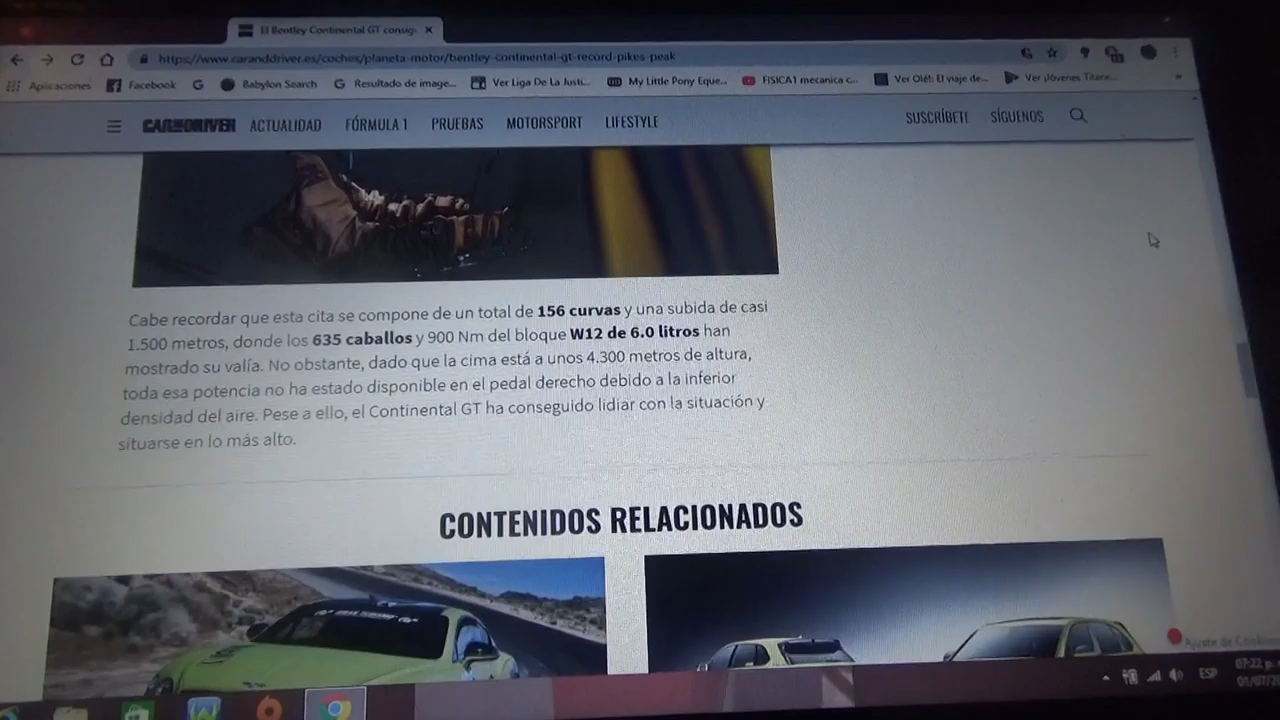 El Bentley Continental GT consig
https://www.caranddriver.es/coches/planeta-motor/bentley-continental-gt-record-pikes-peak
Aplicaciones Facebook Babylon Search Resultado de image... Ver Liga De La Justi... My Little Pony Eque... FISICA1 mecanica c... Ver Olé!: El viaje de... Ver Jóvenes Titane...
CAR AND DRIVER ACTUALIDAD FÓRMULA 1 PRUEBAS MOTORSPORT LIFESTYLE SUSCRÍBETE SÍGUENOS
Cabe recordar que esta cita se compone de un total de 156 curvas y una subida de casi
1.500 metros, donde los 635 caballos y 900 Nm del bloque W12 de 6.0 litros han
mostrado su valía. No obstante, dado que la cima está a unos 4.300 metros de altura,
toda esa potencia no ha estado disponible en el pedal derecho debido a la inferior
densidad del aire. Pese a ello, el Continental GT ha conseguido lidiar con la situación y
situarse en lo más alto.
CONTENIDOS RELACIONADOS
Ajuste de
ESP
07:22 p.
01/07/20